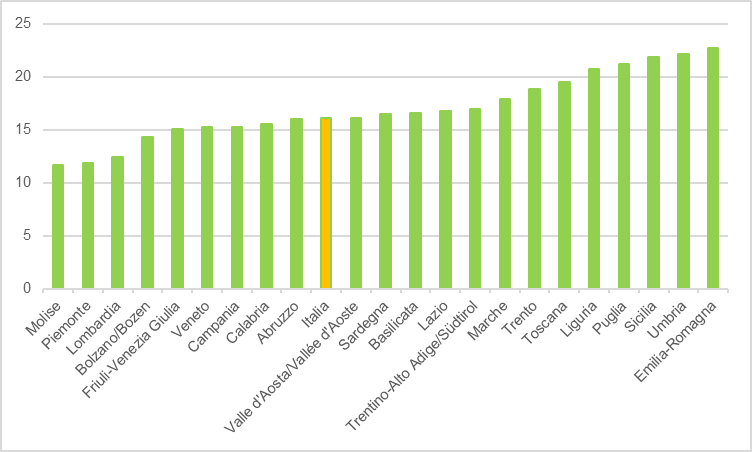 25
20
15
10
5
0
Molise
Piemonte
Lombardia
Bolzano/Bozen
Friuli-Venezia Giulia
Veneto
Campania
Calabria
Abruzzo
Italia
Valle d'Aosta/Vallée d'Aoste
Sardegna
Basilicata
Lazio
Trentino-Alto Adige/Südtirol
Marche
Trento
Toscana
Liguria
Puglia
Sicilia
Umbria
Emilia-Romagna